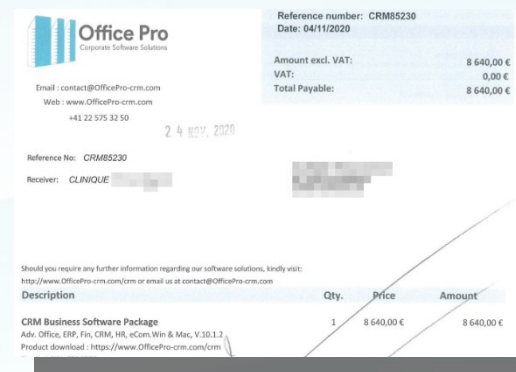 Office Pro
Corporate Software Solutions
Email : contact@OfficePro-crm.com
Web : www.OfficePro-crm.com
+41 22 575 32 50
Reference number: CRM85230
Date: 04/11/2020
Amount excl. VAT: 8 640,00 €
VAT: 0,00 €
Total Payable: 8 640,00 €
2 4 NOV. 2020
Reference No: CRM85230
Receiver: CLINIQUE
Should you require any further information regarding our software solutions, kindly visit:
http://www.OfficePro-crm.com/crm or email us at contact@OfficePro-crm.com
Description Qty. Price Amount
CRM Business Software Package 1 8 640,00 € 8 640,00 €
Adv. Office, ERP, Fin, CRM, HR, eCom.Win & Mac, V.10.1.2
Product download : https://www.OfficePro-crm.com/crm